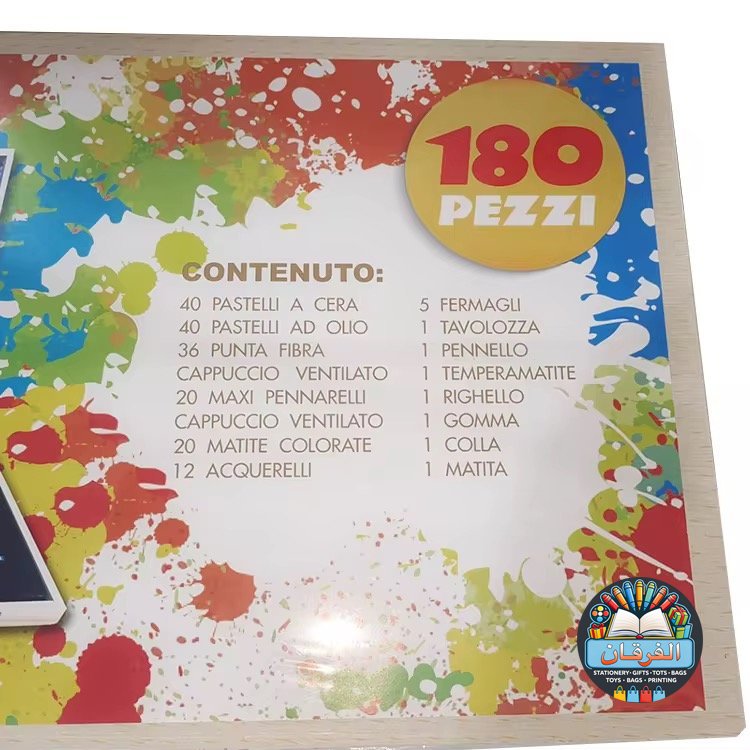 180
PEZZI
CONTENUTO:
40 PASTELLI A CERA
40 PASTELLI AD OLIO
36 PUNTA FIBRA
CAPPUCCIO VENTILATO
20 MAXI PENNARELLI
CAPPUCCIO VENTILATO
20 MATITE COLORATE
12 ACQUERELLI
5 FERMAGLI
1 TAVOLOZZA
1 PENNELLO
1 TEMPERAMATITE
1 RIGHELLO
1 GOMMA
1 COLLA
1 MATITA
الفرقان
STATIONERY • GIFTS • TOTS • BAGS
TOYS • BAGS • PRINTING